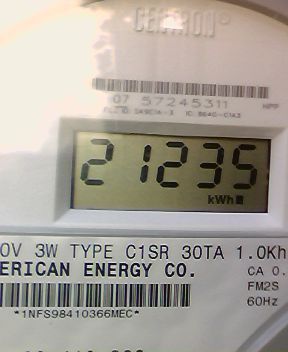 CENTRON®
07 57245311 HPP
21235
kWh
0V 3W TYPE C1SR 30TA 1.0Kh
ERICAN ENERGY CO.
CA 0.
FM2S
60Hz
*1NFS98410366MEC*